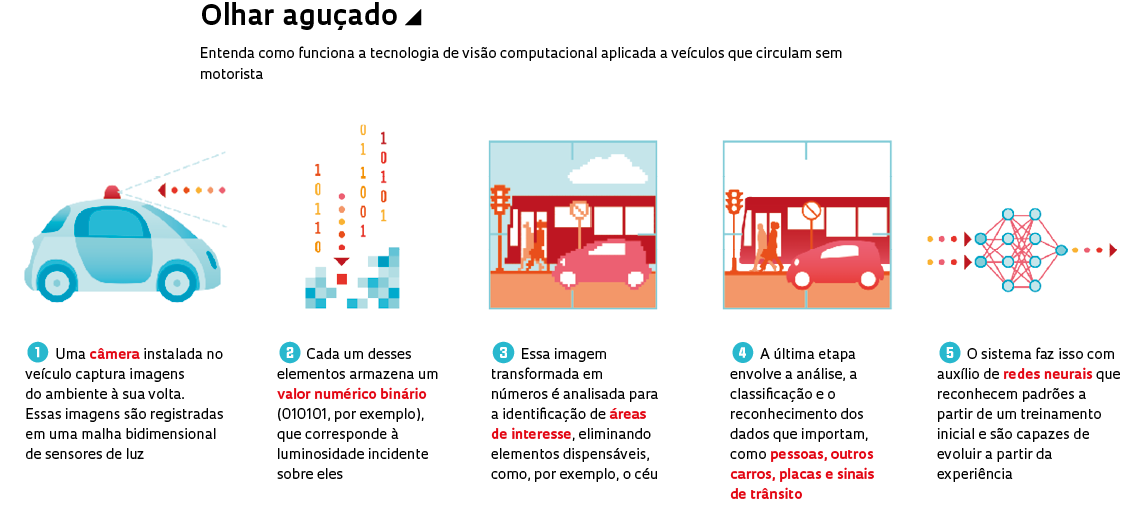 Olhar aguçado
Entenda como funciona a tecnologia de visão computacional aplicada a veículos que circulam sem
motorista
0
1
1
0
1
1
0
1
0
0
0
1
1
0
1
0
1
1
0
1 Uma câmera instalada no
veículo captura imagens
do ambiente à sua volta.
Essas imagens são registradas
em uma malha bidimensional
de sensores de luz
2 Cada um desses
elementos armazena um
valor numérico binário
(010101, por exemplo),
que corresponde à
luminosidade incidente
sobre eles
3 Essa imagem
transformada em
números é analisada para
a identificação de áreas
de interesse, eliminando
elementos dispensáveis,
como, por exemplo, o céu
4 A última etapa
envolve a análise, a
classificação e o
reconhecimento dos
dados que importam,
como pessoas, outros
carros, placas e sinais
de trânsito
5 O sistema faz isso com
auxílio de redes neurais que
reconhecem padrões a
partir de um treinamento
inicial e são capazes de
evoluir a partir da
experiência